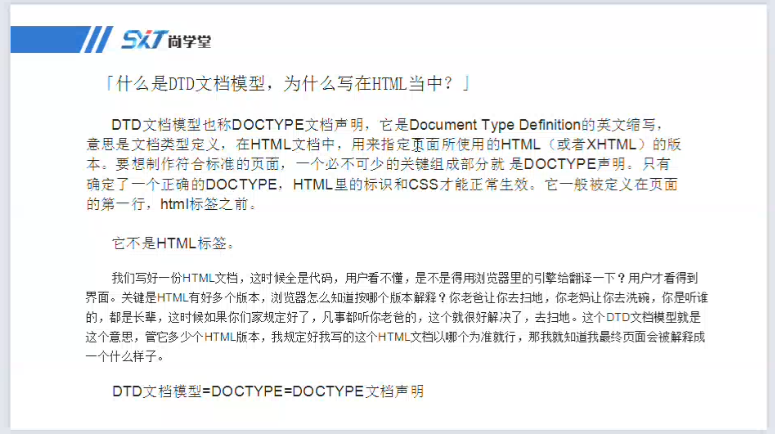 SXT尚学堂
「什么是DTD文档模型，为什么写在HTML当中？」
DTD文档模型也称DOCTYPE文档声明，它是Document Type Definition的英文缩写，
意思是文档类型定义，在HTML文档中，用来指定页面所使用的HTML（或者XHTML）的版
本。要想制作符合标准的页面，一个必不可少的关键组成部分就 是DOCTYPE声明。只有
确定了一个正确的DOCTYPE，HTML里的标识和CSS才能正常生效。它一般被定义在页面
的第一行，html标签之前。
它不是HTML标签。
我们写好一份HTML文档，这时候全是代码，用户看不懂，是不是得用浏览器里的引擎给翻译一下？用户才看得到
界面。关键是HTML有好多个版本，浏览器怎么知道按哪个版本解释？你老爸让你去扫地，你老妈让你去洗碗，你是听谁
的，都是长辈，这时候如果你们家规定好了，凡事都听你老爸的，这个就很好解决了，去扫地。这个DTD文档模型就是
这个意思，管它多少个HTML版本，我规定好我写的这个HTML文档以哪个为准就行，那我就知道我最终页面会被解释成
一个什么样子。
DTD文档模型=DOCTYPE=DOCTYPE文档声明